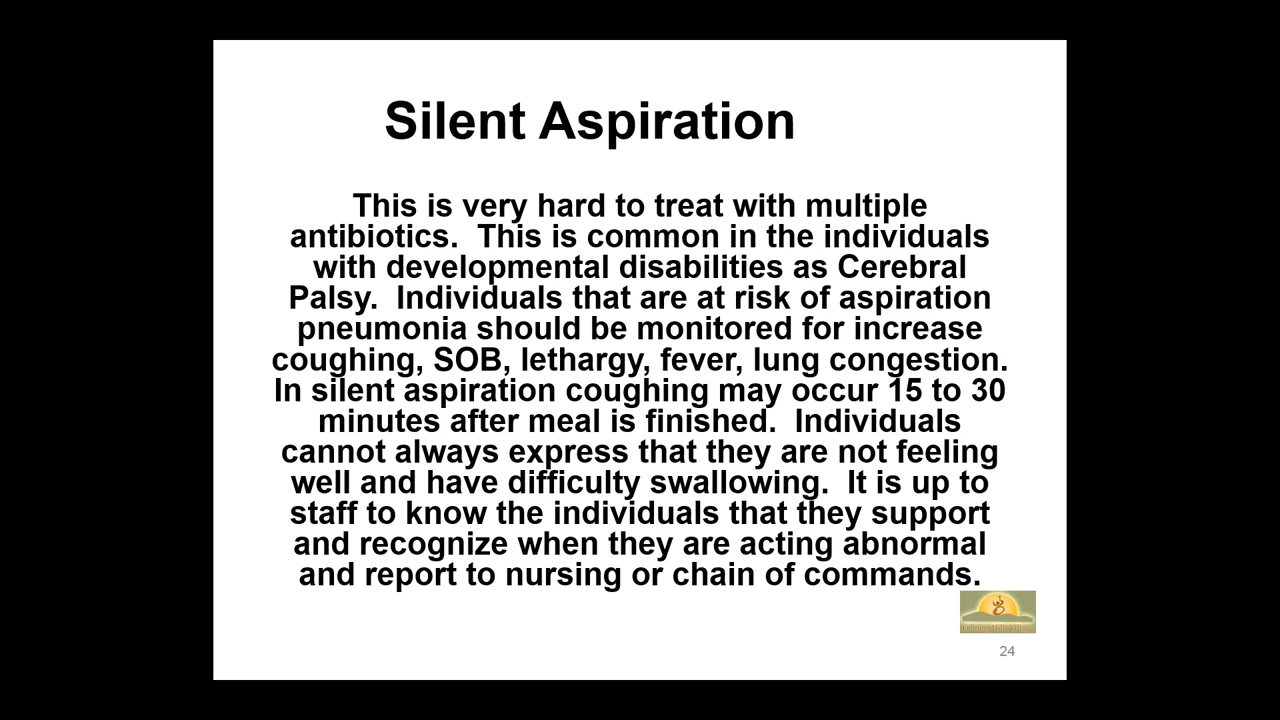 Silent Aspiration
This is very hard to treat with multiple
antibiotics.  This is common in the individuals
with developmental disabilities as Cerebral
Palsy.  Individuals that are at risk of aspiration
pneumonia should be monitored for increase
coughing, SOB, lethargy, fever, lung congestion.
In silent aspiration coughing may occur 15 to 30
minutes after meal is finished.  Individuals
cannot always express that they are not feeling
well and have difficulty swallowing.  It is up to
staff to know the individuals that they support
and recognize when they are acting abnormal
and report to nursing or chain of commands.
24